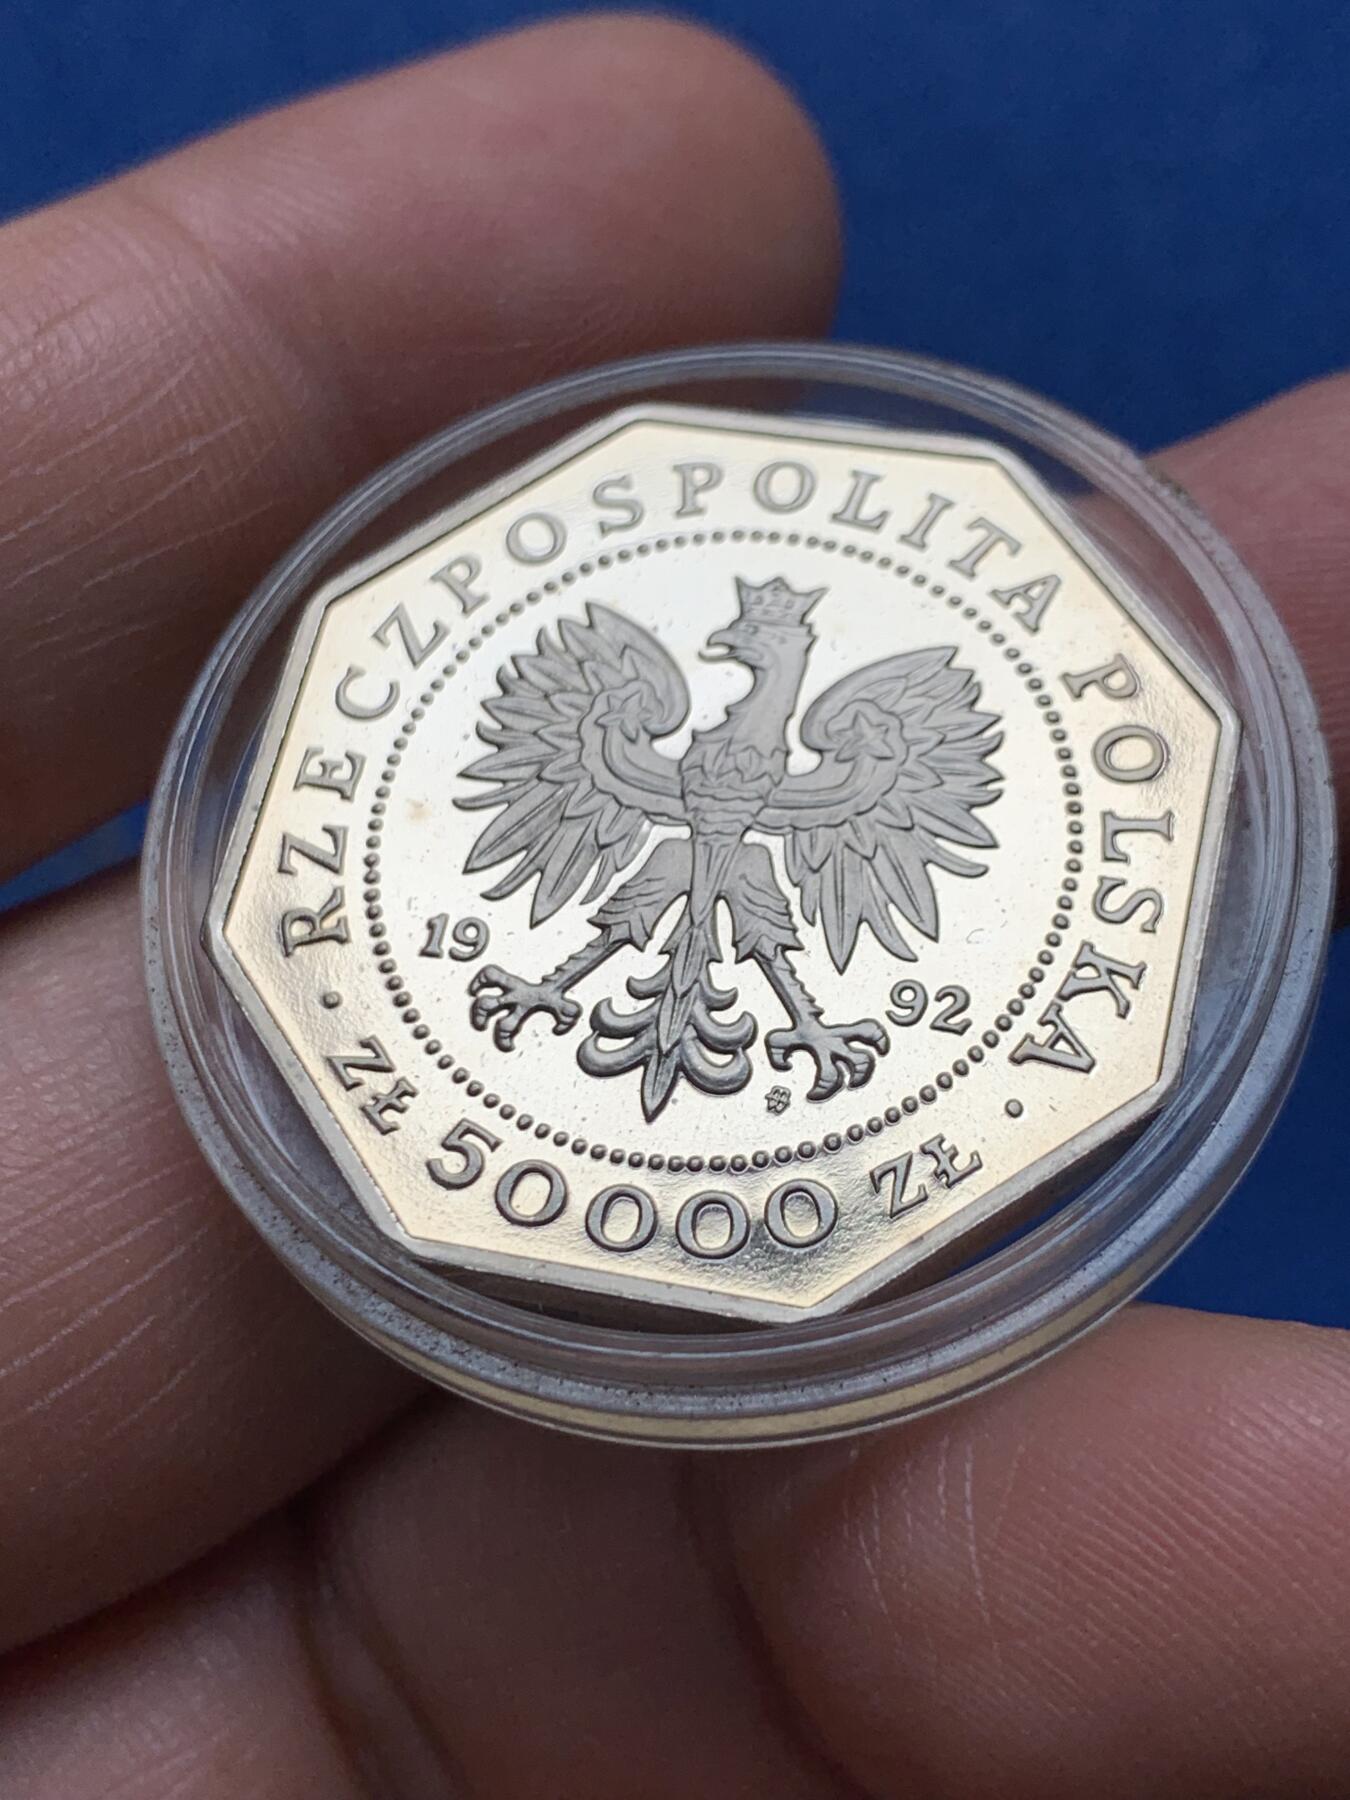 RZECZPOSPOLITA POLSKA
19 92
ZŁ 50000 ZŁ